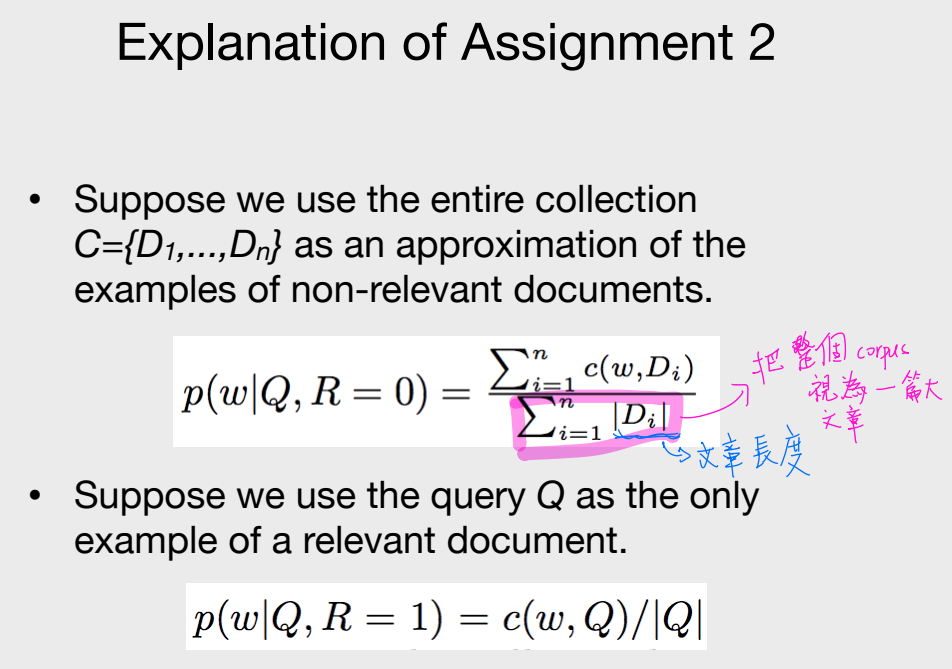 Explanation of Assignment 2
• Suppose we use the entire collection
C={D₁,...,Dₙ} as an approximation of the
examples of non-relevant documents.
p(w|Q, R = 0) = \frac{\sum_{i=1}^{n} c(w,D_i)}{\sum_{i=1}^{n} |D_i|}
把整個 corpus
視為一篇大
文章
文章長度
• Suppose we use the query Q as the only
example of a relevant document.
p(w|Q, R = 1) = c(w, Q)/|Q|